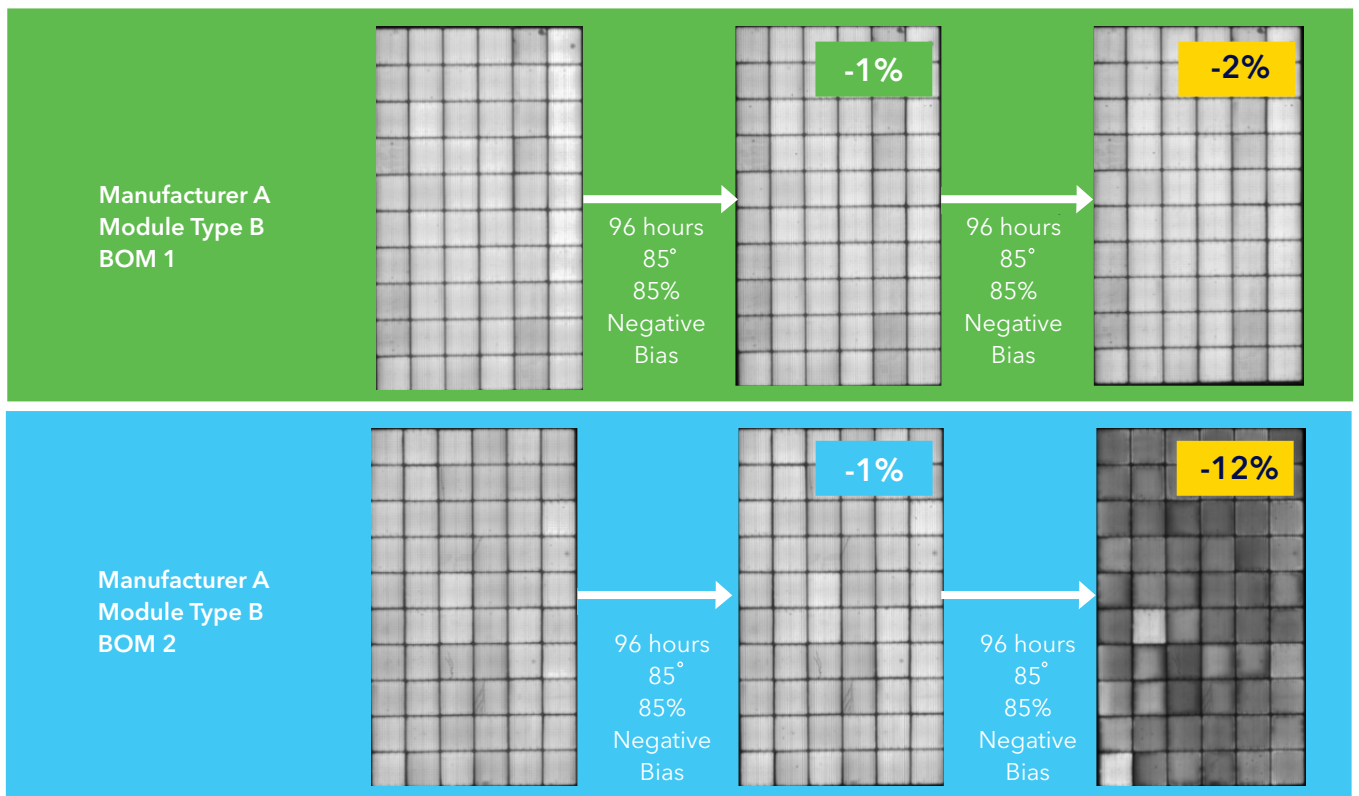 Manufacturer A
Module Type B
BOM 1
-1%
-2%
96 hours
85°
85%
Negative
Bias
96 hours
85°
85%
Negative
Bias
Manufacturer A
Module Type B
BOM 2
-1%
-12%
96 hours
85°
85%
Negative
Bias
96 hours
85°
85%
Negative
Bias